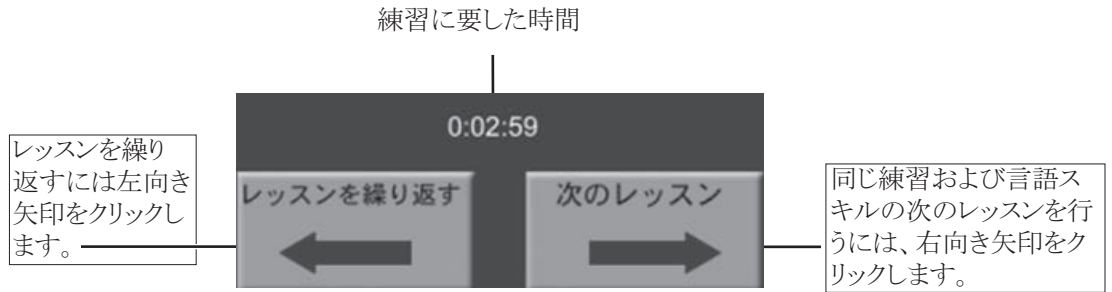 練習に要した時間
0:02:59
レッスンを繰り
返すには左向き
矢印をクリックし
ます。
レッスンを繰り返す
次のレッスン
同じ練習および言語ス
キルの次のレッスンを行
うには、右向き矢印をク
リックします。